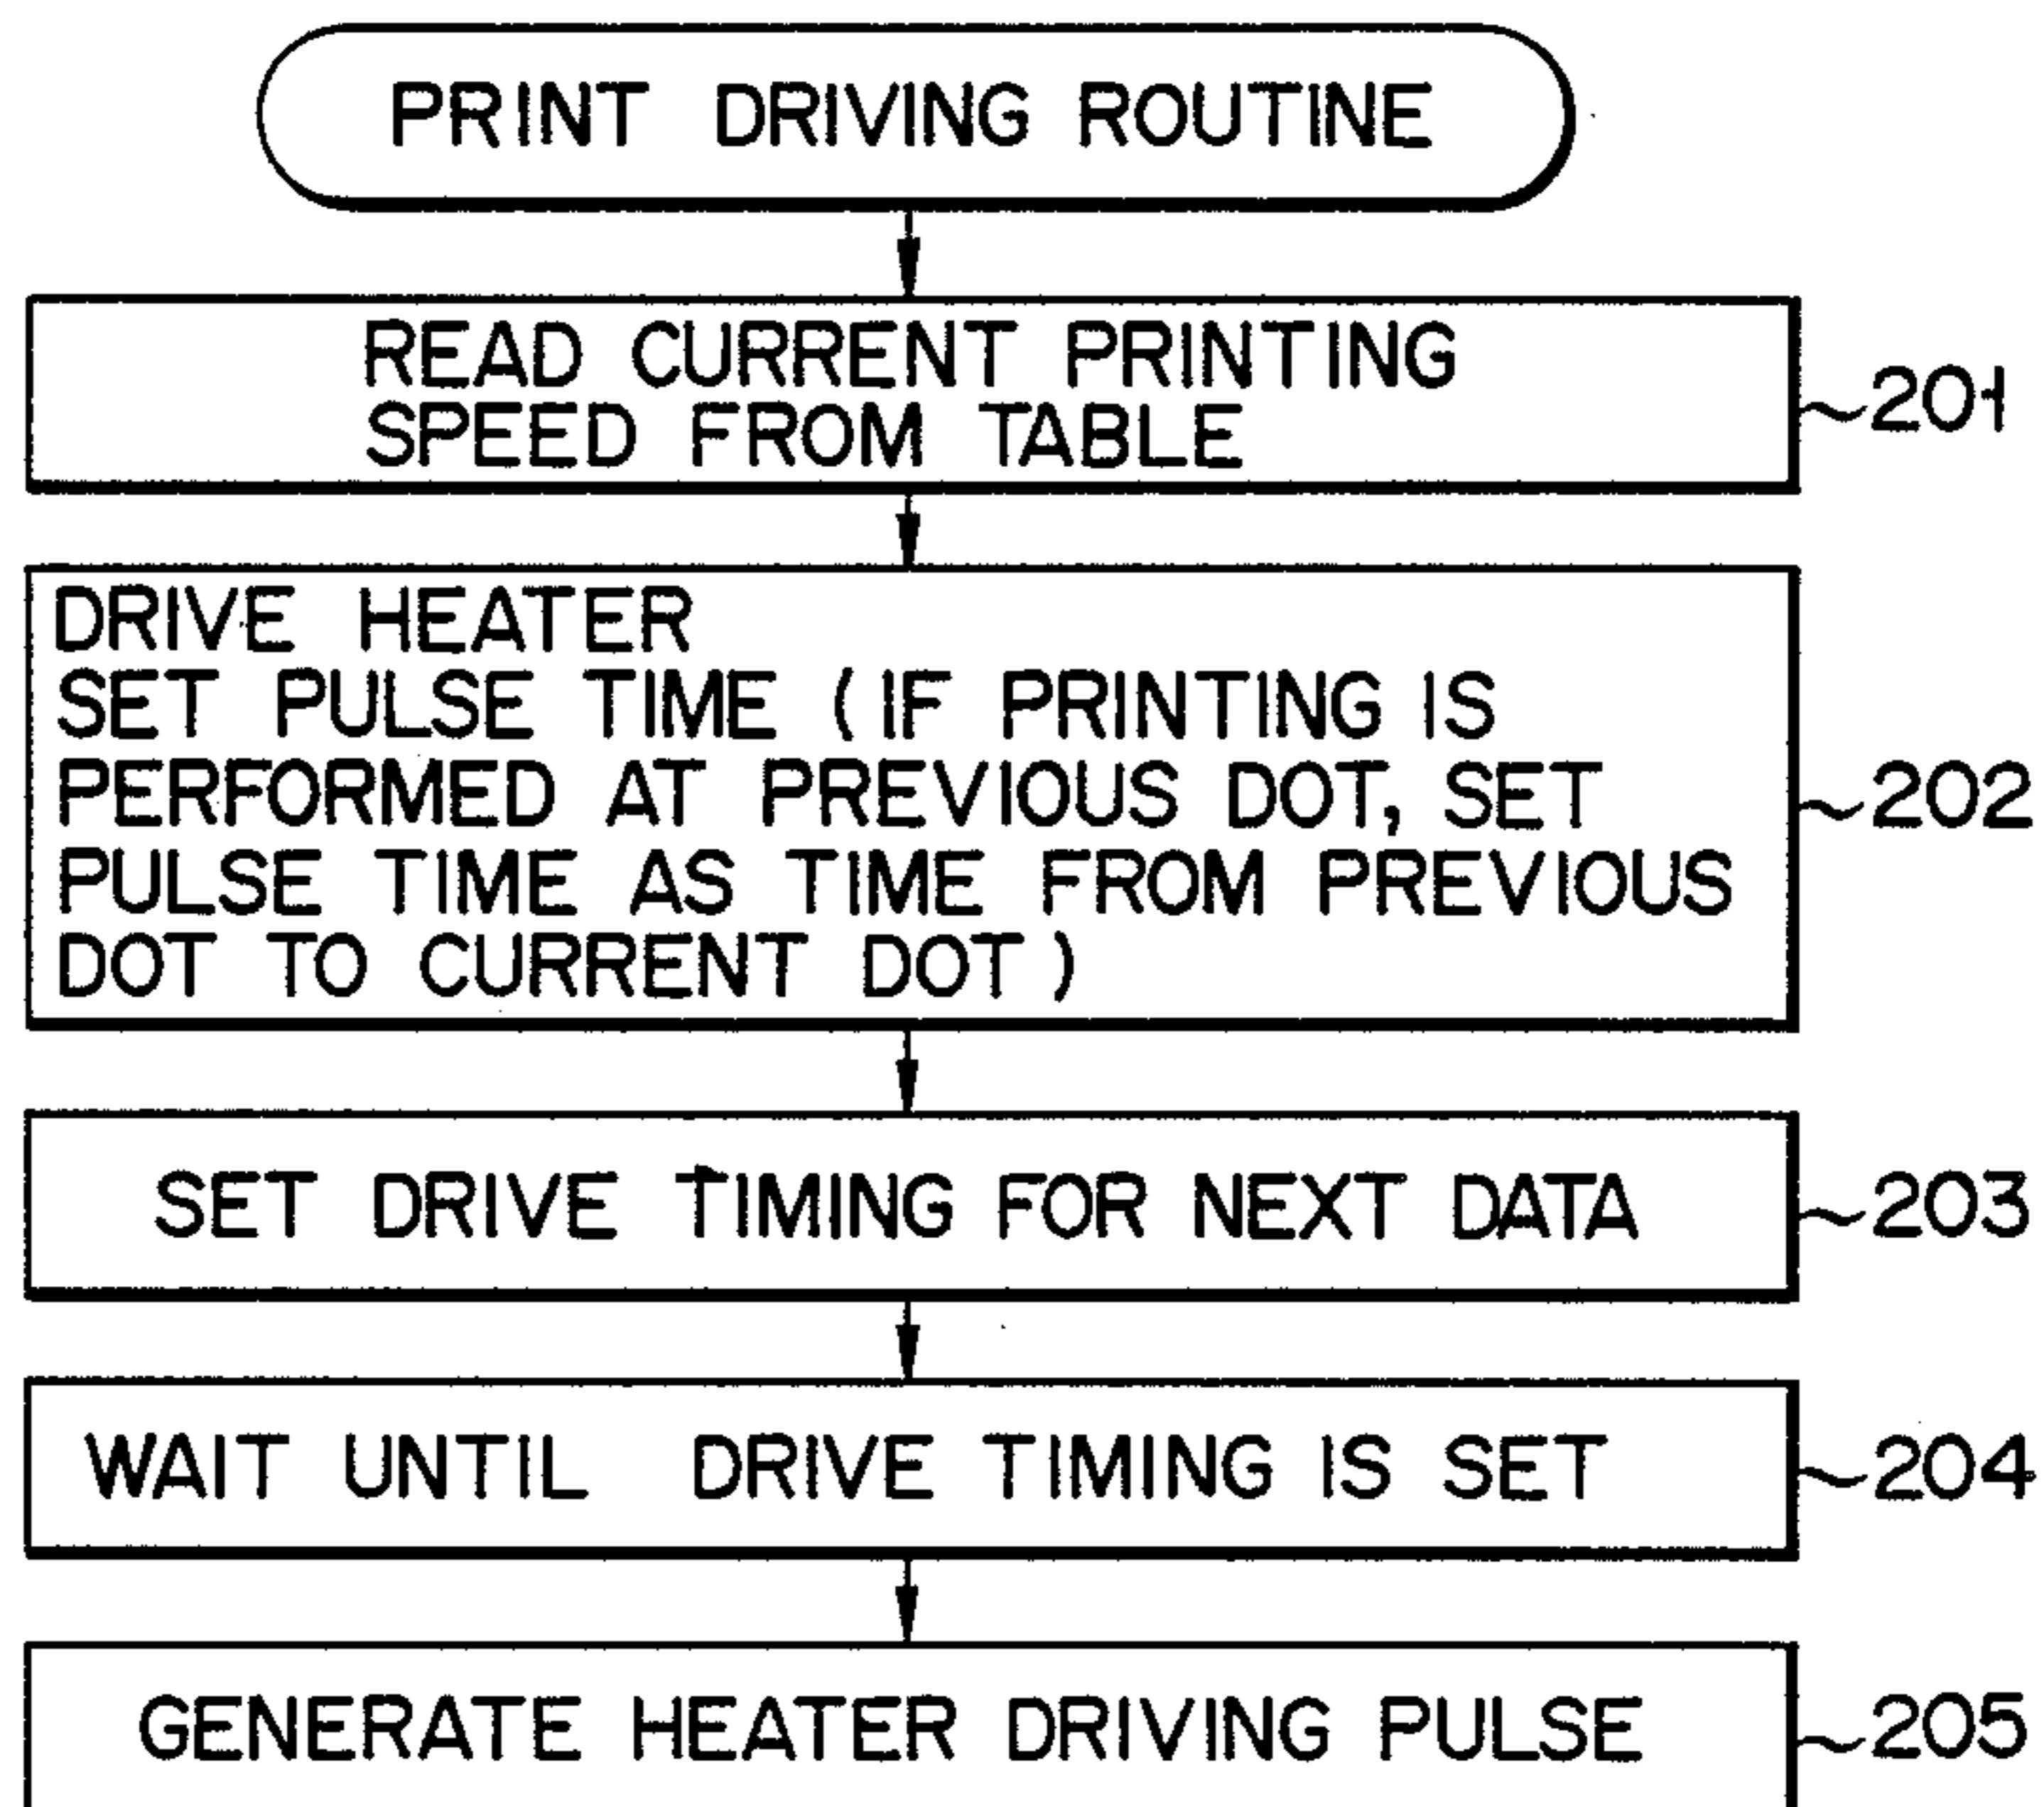 PRINT DRIVING ROUTINE
READ CURRENT PRINTING
SPEED FROM TABLE
201
DRIVE HEATER
SET PULSE TIME (IF PRINTING IS
PERFORMED AT PREVIOUS DOT, SET
PULSE TIME AS TIME FROM PREVIOUS
DOT TO CURRENT DOT)
202
SET DRIVE TIMING FOR NEXT DATA
203
WAIT UNTIL DRIVE TIMING IS SET
204
GENERATE HEATER DRIVING PULSE
205